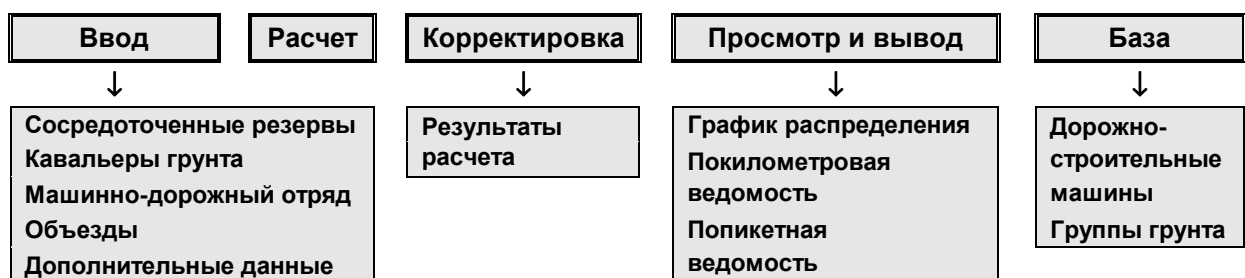 Ввод
Расчет
Корректировка
Просмотр и вывод
База
↓
↓
↓
↓
Сосредоточенные резервы
Кавальеры грунта
Машинно-дорожный отряд
Объезды
Дополнительные данные
Результаты
расчета
График распределения
Покилометровая
ведомость
Попикетная
ведомость
Дорожно-
строительные
машины
Группы грунта